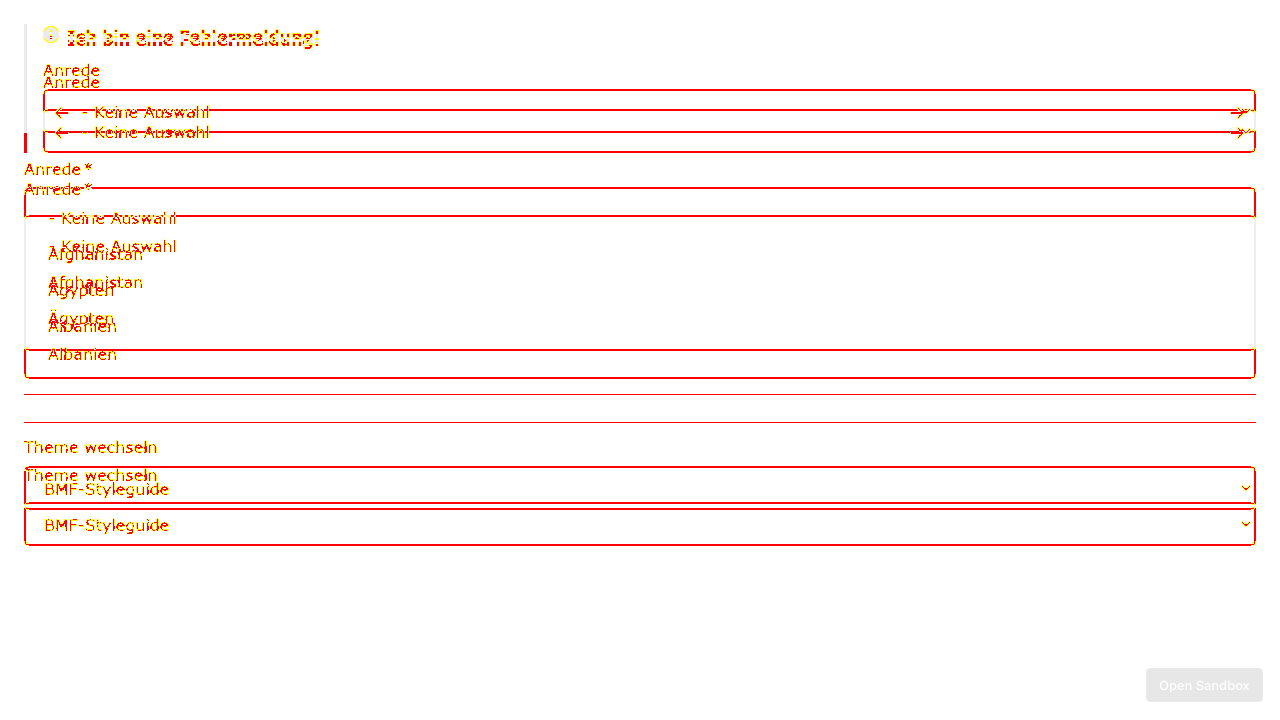 Ich bin eine Fehlermeldung!
Anrede
Anrede
← - Keine Auswahl →
← - Keine Auswahl →
Anrede *
Anrede *
- Keine Auswahl
- Keine Auswahl
Afghanistan
Afghanistan
Ägypten
Ägypten
Albanien
Albanien
Theme wechseln
Theme wechseln
BMF-Styleguide
BMF-Styleguide
Open Sandbox